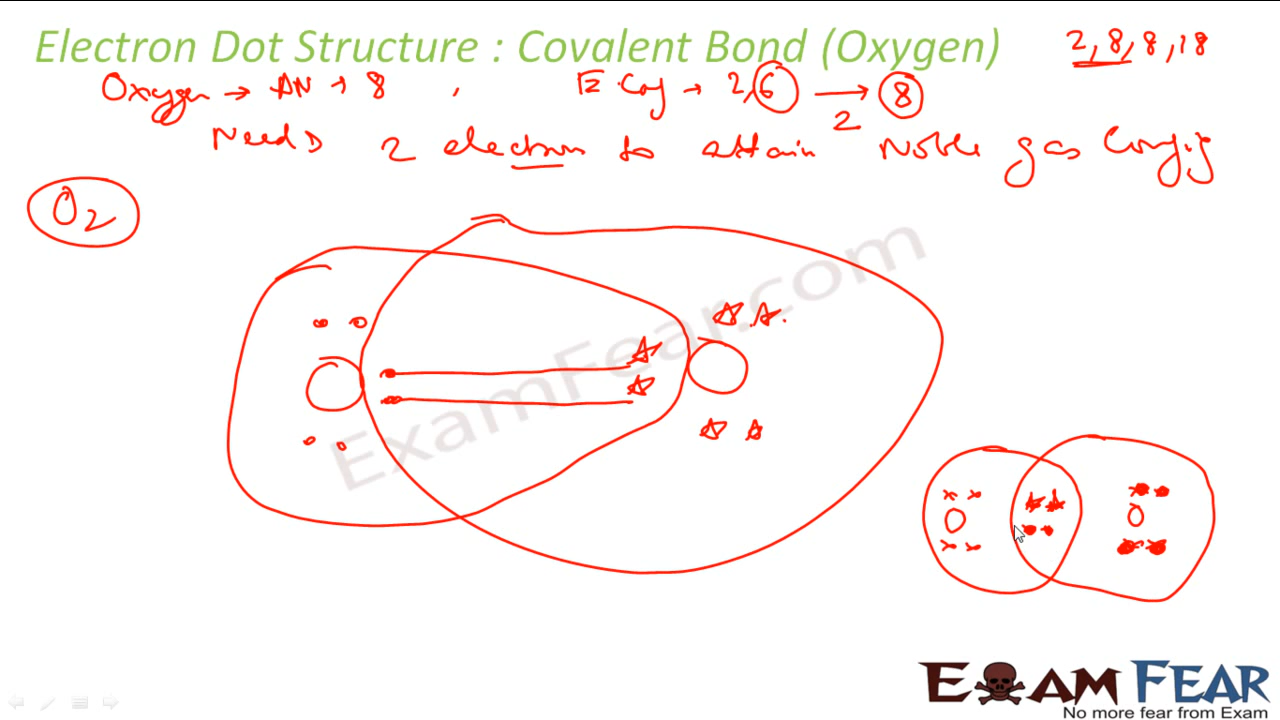 Electron Dot Structure : Covalent Bond (Oxygen)
2, 8, 8, 18
Oxygen → AN → 8 , E. Conf → 2,6 → 8
2
Needs 2 electron to attain Noble gas Config
O2
ExamFear.com
O O
EXAM FEAR
No more fear from Exam